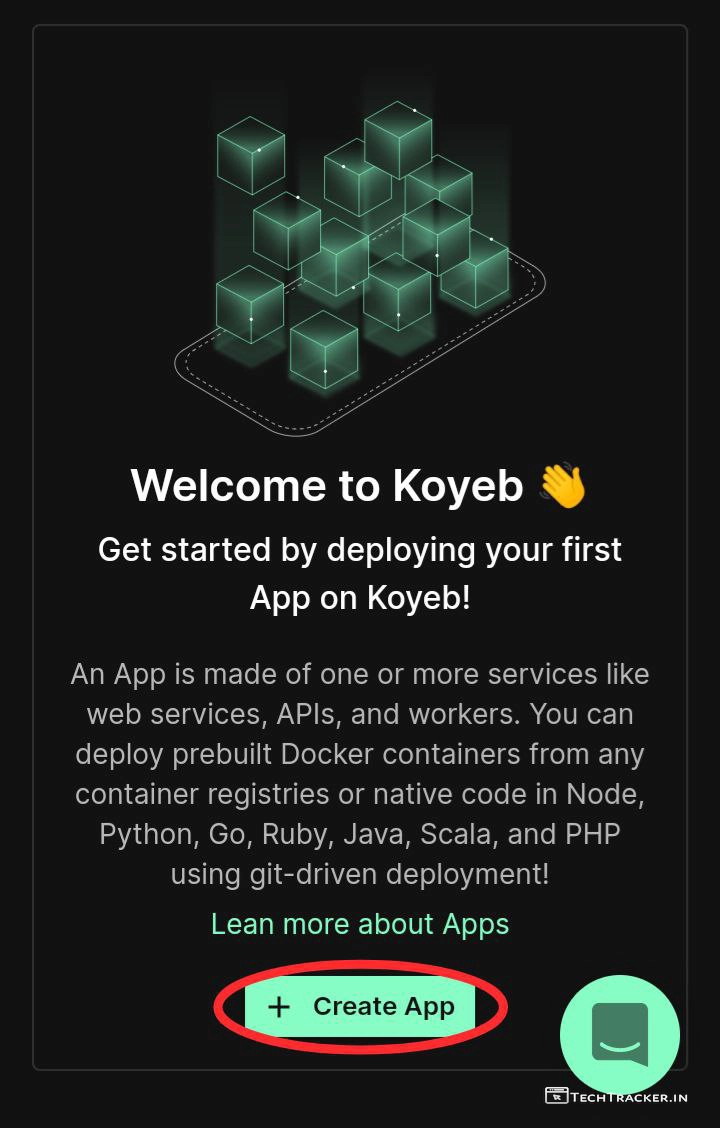 Welcome to Koyeb 👋
Get started by deploying your first
App on Koyeb!
An App is made of one or more services like
web services, APIs, and workers. You can
deploy prebuilt Docker containers from any
container registries or native code in Node,
Python, Go, Ruby, Java, Scala, and PHP
using git-driven deployment!
Lean more about Apps
+ Create App
TECHTRACKER.IN